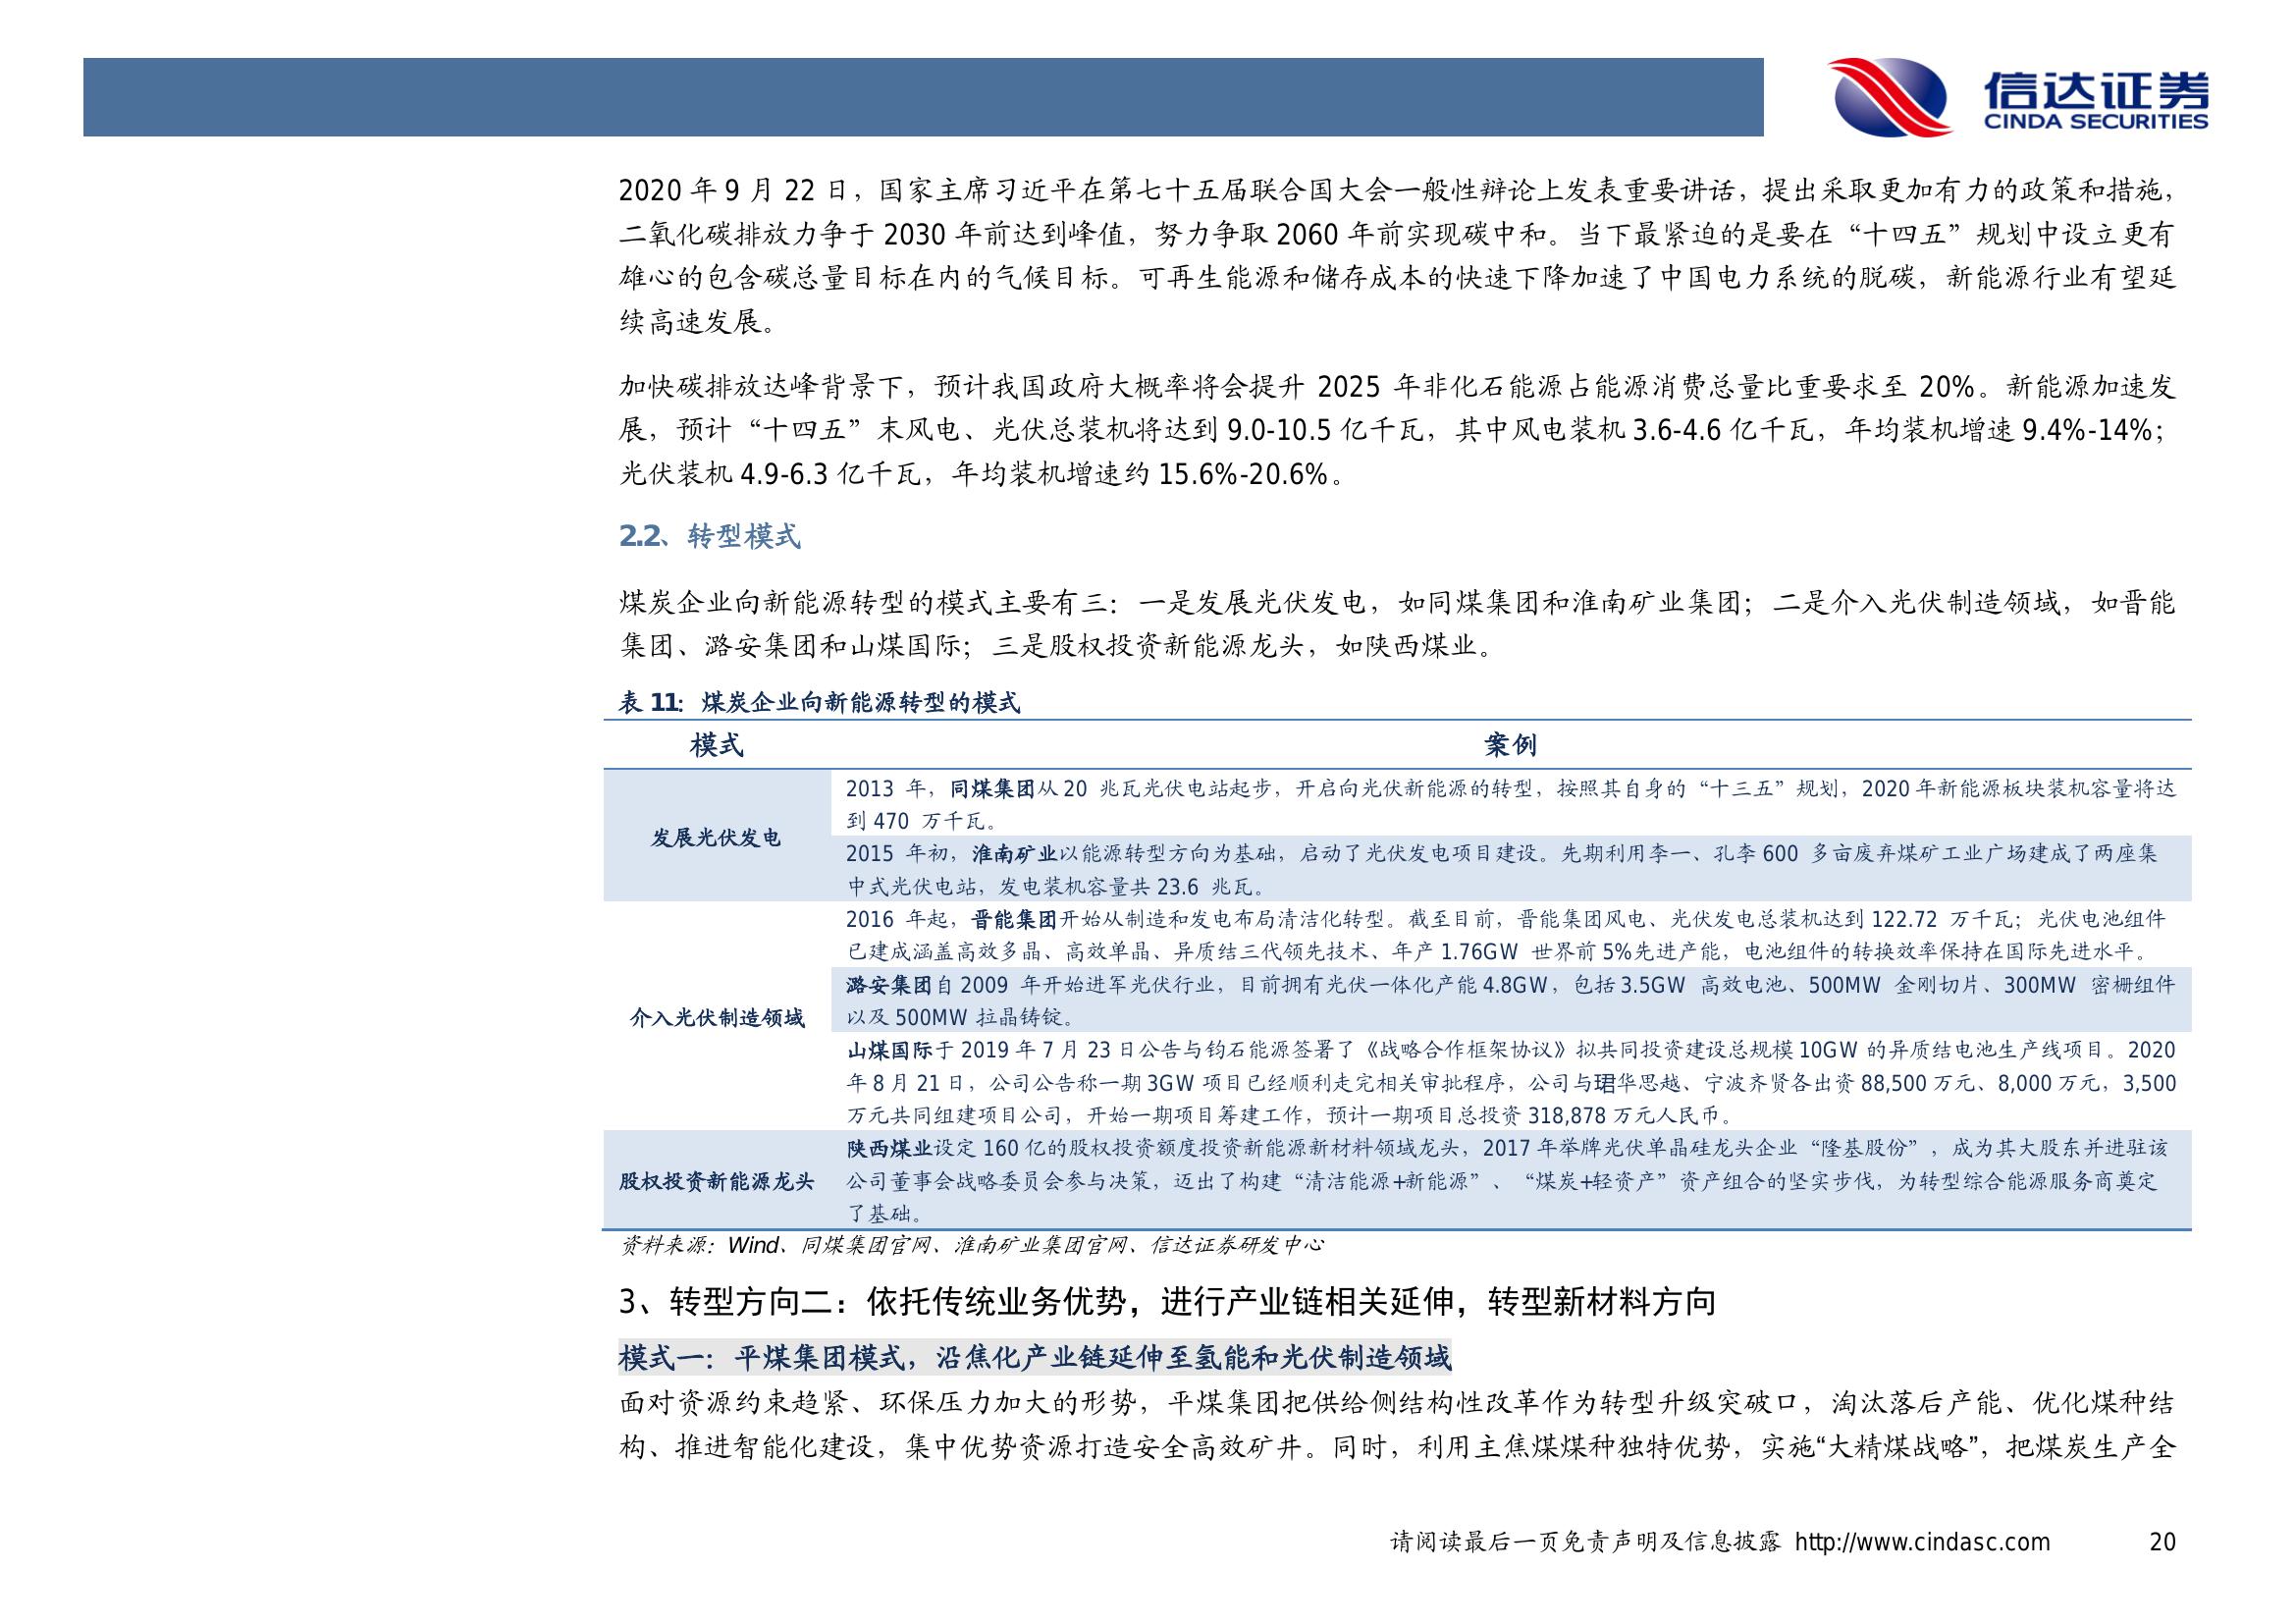 信达证券
CINDA SECURITIES
2020 年 9 月 22 日，国家主席习近平在第七十五届联合国大会一般性辩论上发表重要讲话，提出采取更加有力的政策和措施，
二氧化碳排放力争于 2030 年前达到峰值，努力争取 2060 年前实现碳中和。当下最紧迫的是要在“十四五”规划中设立更有
雄心的包含碳总量目标在内的气候目标。可再生能源和储存成本的快速下降加速了中国电力系统的脱碳，新能源行业有望延
续高速发展。
加快碳排放达峰背景下，预计我国政府大概率将会提升 2025 年非化石能源占能源消费总量比重要求至 20%。新能源加速发
展，预计“十四五”末风电、光伏总装机将达到 9.0-10.5 亿千瓦，其中风电装机 3.6-4.6 亿千瓦，年均装机增速 9.4%-14%；
光伏装机 4.9-6.3 亿千瓦，年均装机增速约 15.6%-20.6%。
2.2、转型模式
煤炭企业向新能源转型的模式主要有三：一是发展光伏发电，如同煤集团和淮南矿业集团；二是介入光伏制造领域，如晋能
集团、潞安集团和山煤国际；三是股权投资新能源龙头，如陕西煤业。
表 11：煤炭企业向新能源转型的模式
模式 案例
发展光伏发电
2013 年，同煤集团从 20 兆瓦光伏电站起步，开启向光伏新能源的转型，按照其自身的“十三五”规划，2020 年新能源板块装机容量将达
到 470 万千瓦。
2015 年初，淮南矿业以能源转型方向为基础，启动了光伏发电项目建设。先期利用李一、孔李 600 多亩废弃煤矿工业广场建成了两座集
中式光伏电站，发电装机容量共 23.6 兆瓦。
介入光伏制造领域
2016 年起，晋能集团开始从制造和发电布局清洁化转型。截至目前，晋能集团风电、光伏发电总装机达到 122.72 万千瓦；光伏电池组件
已建成涵盖高效多晶、高效单晶、异质结三代领先技术、年产 1.76GW 世界前 5%先进产能，电池组件的转换效率保持在国际先进水平。
潞安集团自 2009 年开始进军光伏行业，目前拥有光伏一体化产能 4.8GW，包括 3.5GW 高效电池、500MW 金刚切片、300MW 密栅组件
以及 500MW 拉晶铸锭。
山煤国际于 2019 年 7 月 23 日公告与钧石能源签署了《战略合作框架协议》拟共同投资建设总规模 10GW 的异质结电池生产线项目。2020
年 8 月 21 日，公司公告称一期 3GW 项目已经顺利走完相关审批程序，公司与珺华思越、宁波齐贤各出资 88,500 万元、8,000 万元，3,500
万元共同组建项目公司，开始一期项目筹建工作，预计一期项目总投资 318,878 万元人民币。
股权投资新能源龙头
陕西煤业设定 160 亿的股权投资额度投资新能源新材料领域龙头，2017 年举牌光伏单晶硅龙头企业“隆基股份”，成为其大股东并进驻该
公司董事会战略委员会参与决策，迈出了构建“清洁能源+新能源”、“煤炭+轻资产”资产组合的坚实步伐，为转型综合能源服务商奠定
了基础。
资料来源：Wind、同煤集团官网、淮南矿业集团官网、信达证券研发中心
3、转型方向二：依托传统业务优势，进行产业链相关延伸，转型新材料方向
模式一：平煤集团模式，沿焦化产业链延伸至氢能和光伏制造领域
面对资源约束趋紧、环保压力加大的形势，平煤集团把供给侧结构性改革作为转型升级突破口，淘汰落后产能、优化煤种结
构、推进智能化建设，集中优势资源打造安全高效矿井。同时，利用主焦煤煤种独特优势，实施“大精煤战略”，把煤炭生产全
请阅读最后一页免责声明及信息披露 http://www.cindasc.com 20